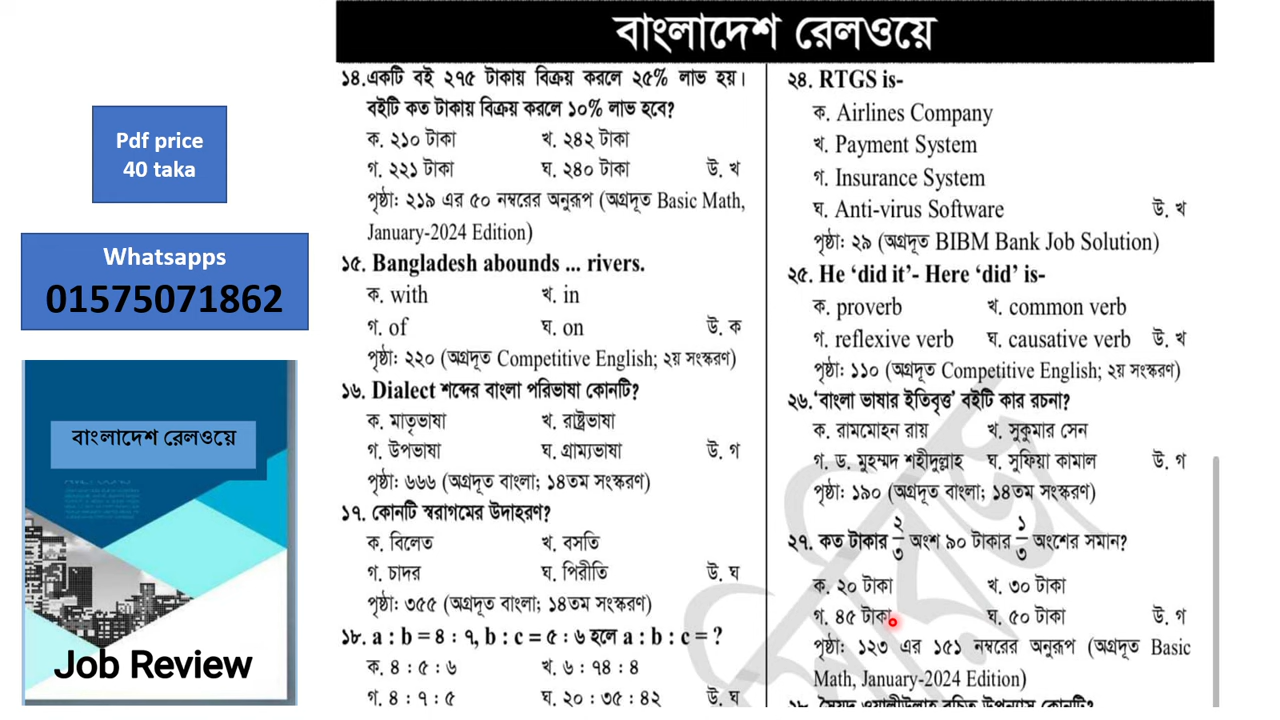 বাংলাদেশ রেলওয়ে
Pdf price
40 taka
Whatsapps
01575071862
বাংলাদেশ রেলওয়ে
Job Review
১৪.একটি বই ২৭৫ টাকায় বিক্রয় করলে ২৫% লাভ হয়।
বইটি কত টাকায় বিক্রয় করলে ১০% লাভ হবে?
ক. ২১০ টাকা খ. ২৪২ টাকা
গ. ২২১ টাকা ঘ. ২৪০ টাকা উ. খ
পৃষ্ঠা: ২১৯ এর ৫০ নম্বরের অনুরূপ (অগ্রদূত Basic Math,
January-2024 Edition)
১৫. Bangladesh abounds ... rivers.
ক. with খ. in
গ. of ঘ. on উ. ক
পৃষ্ঠা: ২২০ (অগ্রদূত Competitive English; ২য় সংস্করণ)
১৬. Dialect শব্দের বাংলা পরিভাষা কোনটি?
ক. মাতৃভাষা খ. রাষ্ট্রভাষা
গ. উপভাষা ঘ. গ্রাম্যভাষা উ. গ
পৃষ্ঠা: ৬৬৬ (অগ্রদূত বাংলা; ১৪তম সংস্করণ)
১৭. কোনটি স্বরাগমের উদাহরণ?
ক. বিলেত খ. বসতি
গ. চাদর ঘ. পিরীতি উ. ঘ
পৃষ্ঠা: ৩৫৫ (অগ্রদূত বাংলা; ১৪তম সংস্করণ)
১৮. a : b = ৪ : ৭, b : c = ৫ : ৬ হলে a : b : c = ?
ক. ৪ : ৫ : ৬ খ. ৬ : ৭৪ : ৪
গ. ৪ : ৭ : ৫ ঘ. ২০ : ৩৫ : ৪২ উ. ঘ
২৪. RTGS is-
ক. Airlines Company
খ. Payment System
গ. Insurance System
ঘ. Anti-virus Software উ. খ
পৃষ্ঠা: ২৯ (অগ্রদূত BIBM Bank Job Solution)
২৫. He ‘did it’- Here ‘did’ is-
ক. proverb খ. common verb
গ. reflexive verb ঘ. causative verb উ. খ
পৃষ্ঠা: ১১০ (অগ্রদূত Competitive English; ২য় সংস্করণ)
২৬.‘বাংলা ভাষার ইতিবৃত্ত’ বইটি কার রচনা?
ক. রামমোহন রায় খ. সুকুমার সেন
গ. ড. মুহম্মদ শহীদুল্লাহ ঘ. সুফিয়া কামাল উ. গ
পৃষ্ঠা: ১৯০ (অগ্রদূত বাংলা; ১৪তম সংস্করণ)
২৭. কত টাকার ২/৩ অংশ ৯০ টাকার ১/৩ অংশের সমান?
ক. ২০ টাকা খ. ৩০ টাকা
গ. ৪৫ টাকা ঘ. ৫০ টাকা উ. গ
পৃষ্ঠা: ১২৩ এর ১৫১ নম্বরের অনুরূপ (অগ্রদূত Basic
Math, January-2024 Edition)
২৮. সৈয়দ ওয়ালীউল্লাহ রচিত উপন্যাস কোনটি?